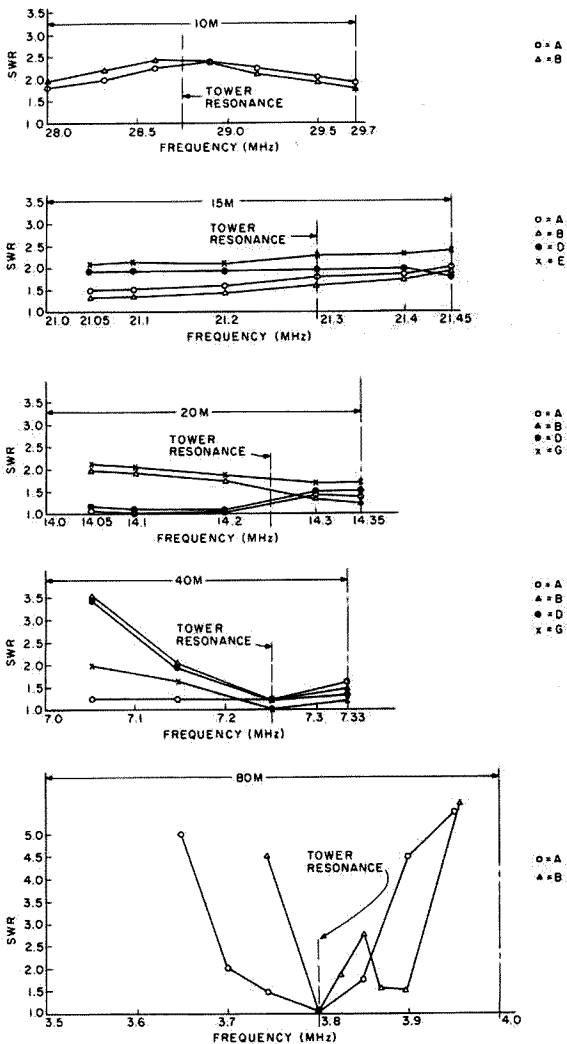 3.5
10M
3.0
2.5
2.0
1.5
1.0
SWR
TOWER
RESONANCE
28.0
28.5
29.0
29.5
29.7
FREQUENCY (MHz)
O = A
Δ = B
15M
3.5
3.0
2.5
2.0
1.5
1.0
SWR
TOWER
RESONANCE
21.0
21.05
21.1
21.2
21.3
21.4
21.45
FREQUENCY (MHz)
O = A
Δ = B
● = D
x = E
20M
3.5
3.0
2.5
2.0
1.5
1.0
SWR
TOWER
RESONANCE
14.0
14.05
14.1
14.2
14.3
14.35
FREQUENCY (MHz)
O = A
Δ = B
● = D
x = G
40M
3.5
3.0
2.5
2.0
1.5
1.0
SWR
TOWER
RESONANCE
7.0
7.1
7.2
7.3
7.33
FREQUENCY (MHz)
O = A
Δ = B
● = D
x = G
80M
5.0
4.5
4.0
3.5
3.0
2.5
2.0
1.5
1.0
SWR
TOWER
RESONANCE
3.5
3.6
3.7
3.8
3.9
4.0
FREQUENCY (MHz)
O = A
Δ = B